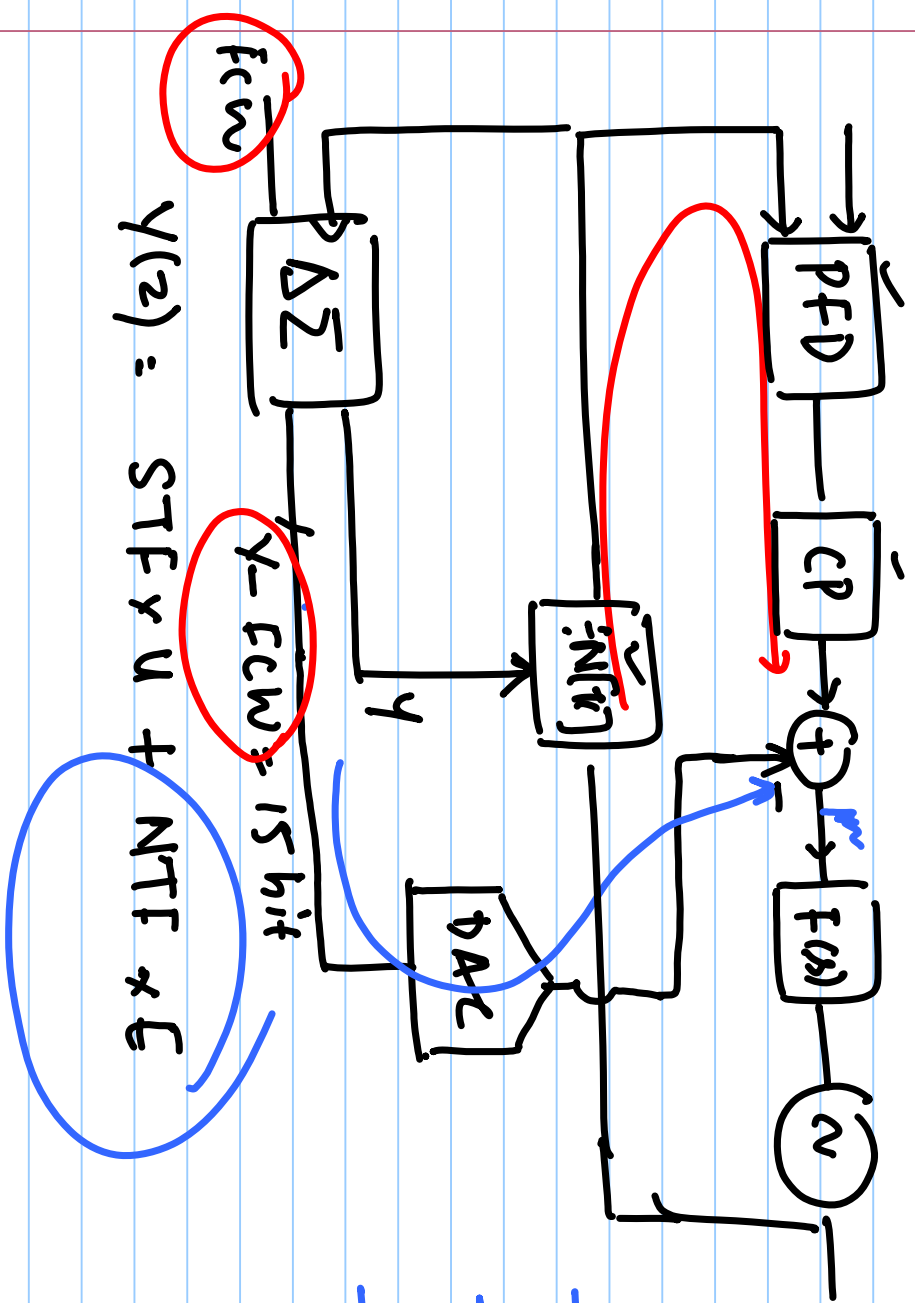 PFD
CP
+
F(s)
~
÷N[n]
y
ΔΣ
DAC
FCW
Y-FCW: 15 bit
Y(z) = STF x U + NTF x E